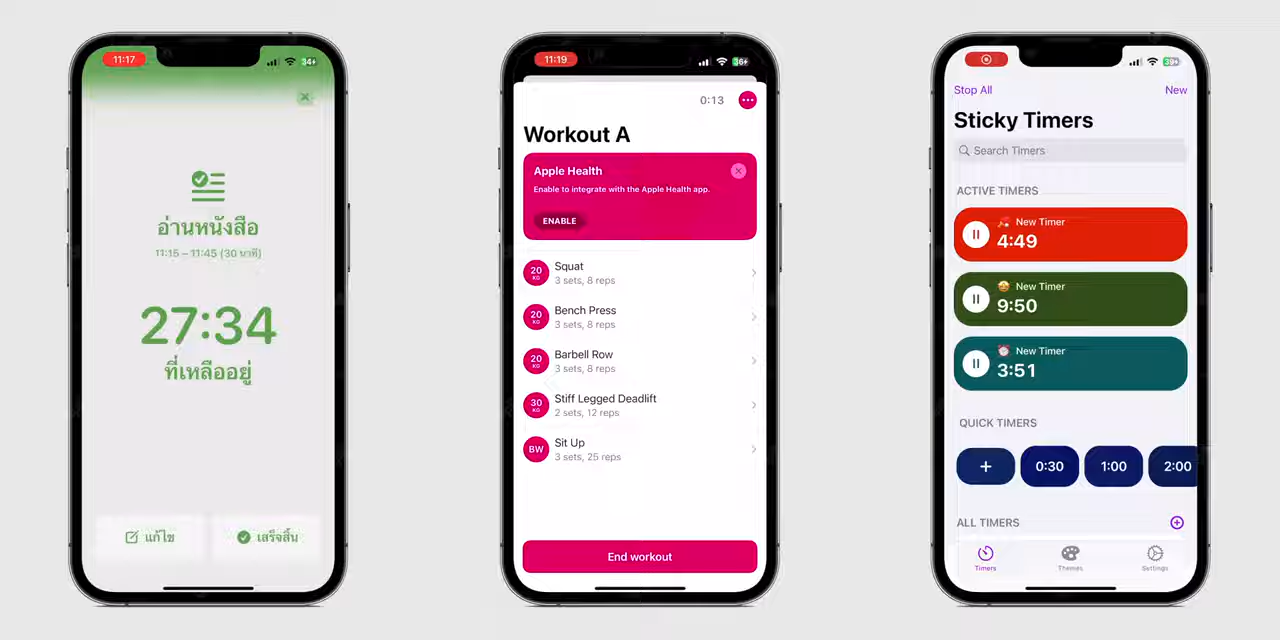 11:17
34
อ่านหนังสือ
11:15 – 11:45 (30 นาที)
27:34
ที่เหลืออยู่
แก้ไข
เสร็จสิ้น
11:19
36
0:13
Workout A
Apple Health
Enable to integrate with the Apple Health app.
ENABLE
20 KG
Squat
3 sets, 8 reps
20 KG
Bench Press
3 sets, 8 reps
20 KG
Barbell Row
3 sets, 8 reps
30 KG
Stiff Legged Deadlift
2 sets, 12 reps
BW
Sit Up
3 sets, 25 reps
End workout
Stop All
New
Sticky Timers
Search Timers
ACTIVE TIMERS
New Timer
4:49
New Timer
9:50
New Timer
3:51
QUICK TIMERS
+
0:30
1:00
2:00
ALL TIMERS
Timers
Themes
Settings